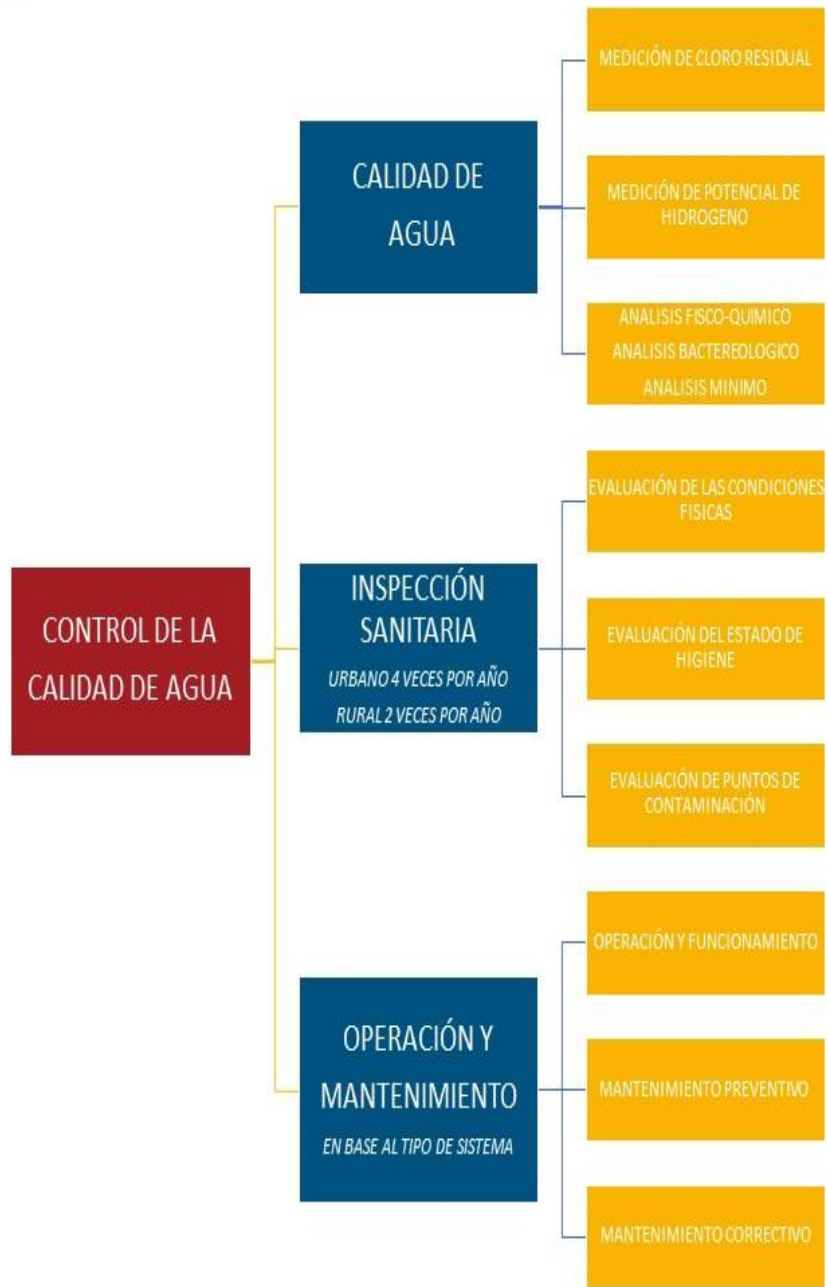 CONTROL DE LA
CALIDAD DE AGUA
CALIDAD DE
AGUA
MEDICIÓN DE CLORO RESIDUAL
MEDICIÓN DE POTENCIAL DE
HIDROGENO
ANALISIS FISCO-QUIMICO
ANALISIS BACTEREOLOGICO
ANALISIS MINIMO
INSPECCIÓN
SANITARIA
URBANO 4 VECES POR AÑO
RURAL 2 VECES POR AÑO
EVALUACIÓN DE LAS CONDICIONES
FISICAS
EVALUACIÓN DEL ESTADO DE
HIGIENE
EVALUACIÓN DE PUNTOS DE
CONTAMINACIÓN
OPERACIÓN Y
MANTENIMIENTO
EN BASE AL TIPO DE SISTEMA
OPERACIÓN Y FUNCIONAMIENTO
MANTENIMIENTO PREVENTIVO
MANTENIMIENTO CORRECTIVO